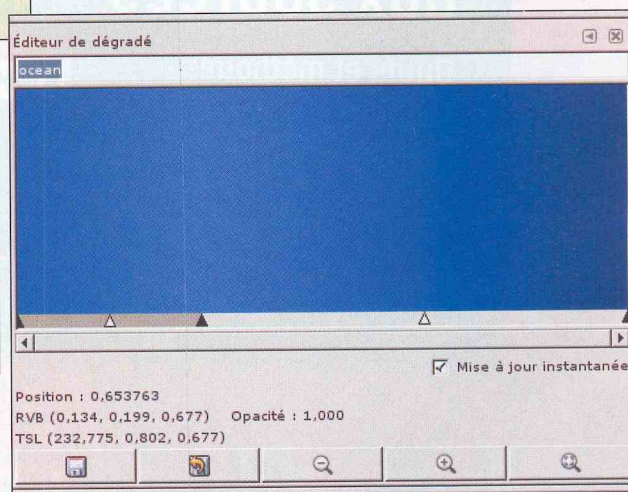 Éditeur de dégradé
ocean
Mise à jour instantanée
Position : 0,653763
RVB (0,134, 0,199, 0,677) Opacité : 1,000
TSL (232,775, 0,802, 0,677)